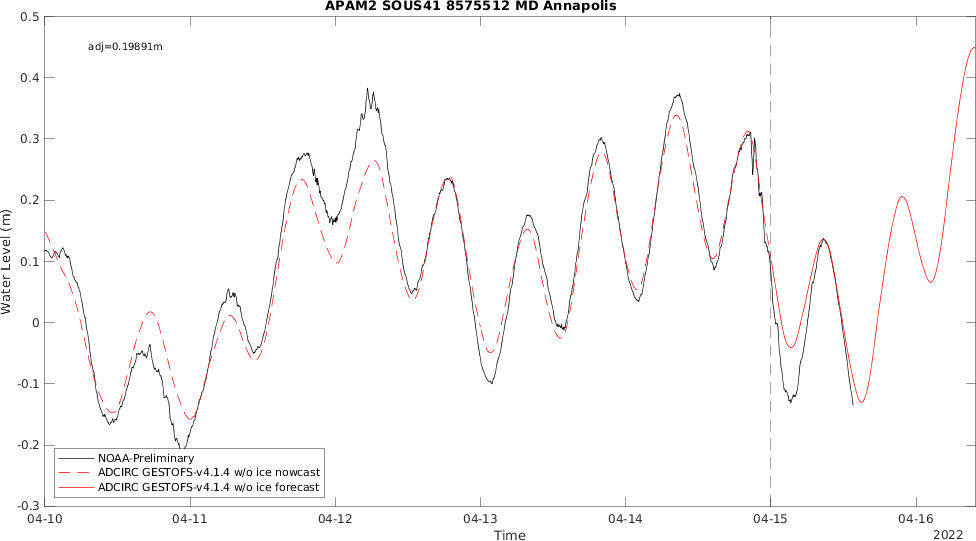 APAM2 SOUS41 8575512 MD Annapolis
adj=0.19891m
0.5
0.4
0.3
0.2
0.1
0
-0.1
-0.2
-0.3
Water Level (m)
NOAA-Preliminary
ADCIRC GESTOFS-v4.1.4 w/o ice nowcast
ADCIRC GESTOFS-v4.1.4 w/o ice forecast
04-10 04-11 04-12 04-13 04-14 04-15 04-16
Time
2022